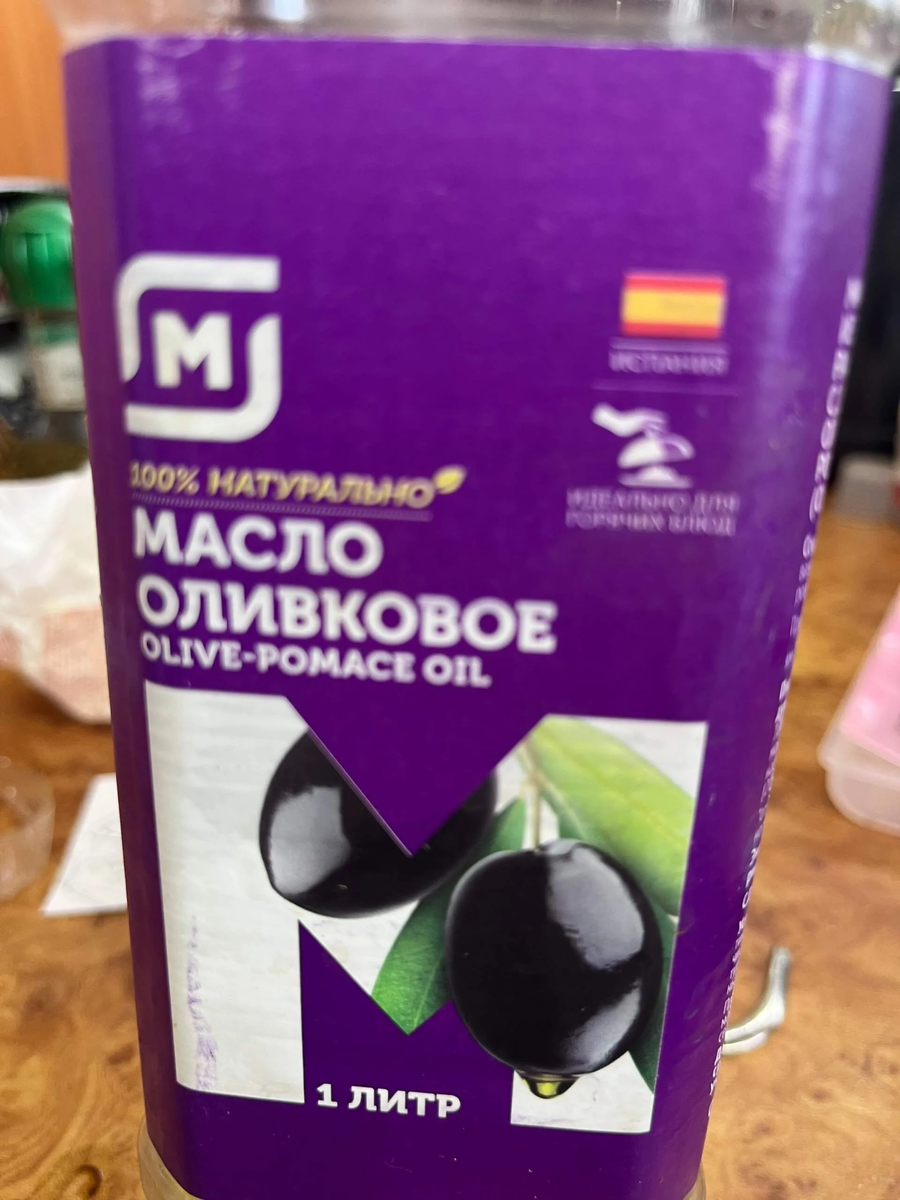 М
ИСПАНИЯ
ИДЕАЛЬНО ДЛЯ
ГОРЯЧИХ БЛЮД
100% НАТУРАЛЬНО
МАСЛО
ОЛИВКОВОЕ
OLIVE-POMACE OIL
1 ЛИТР